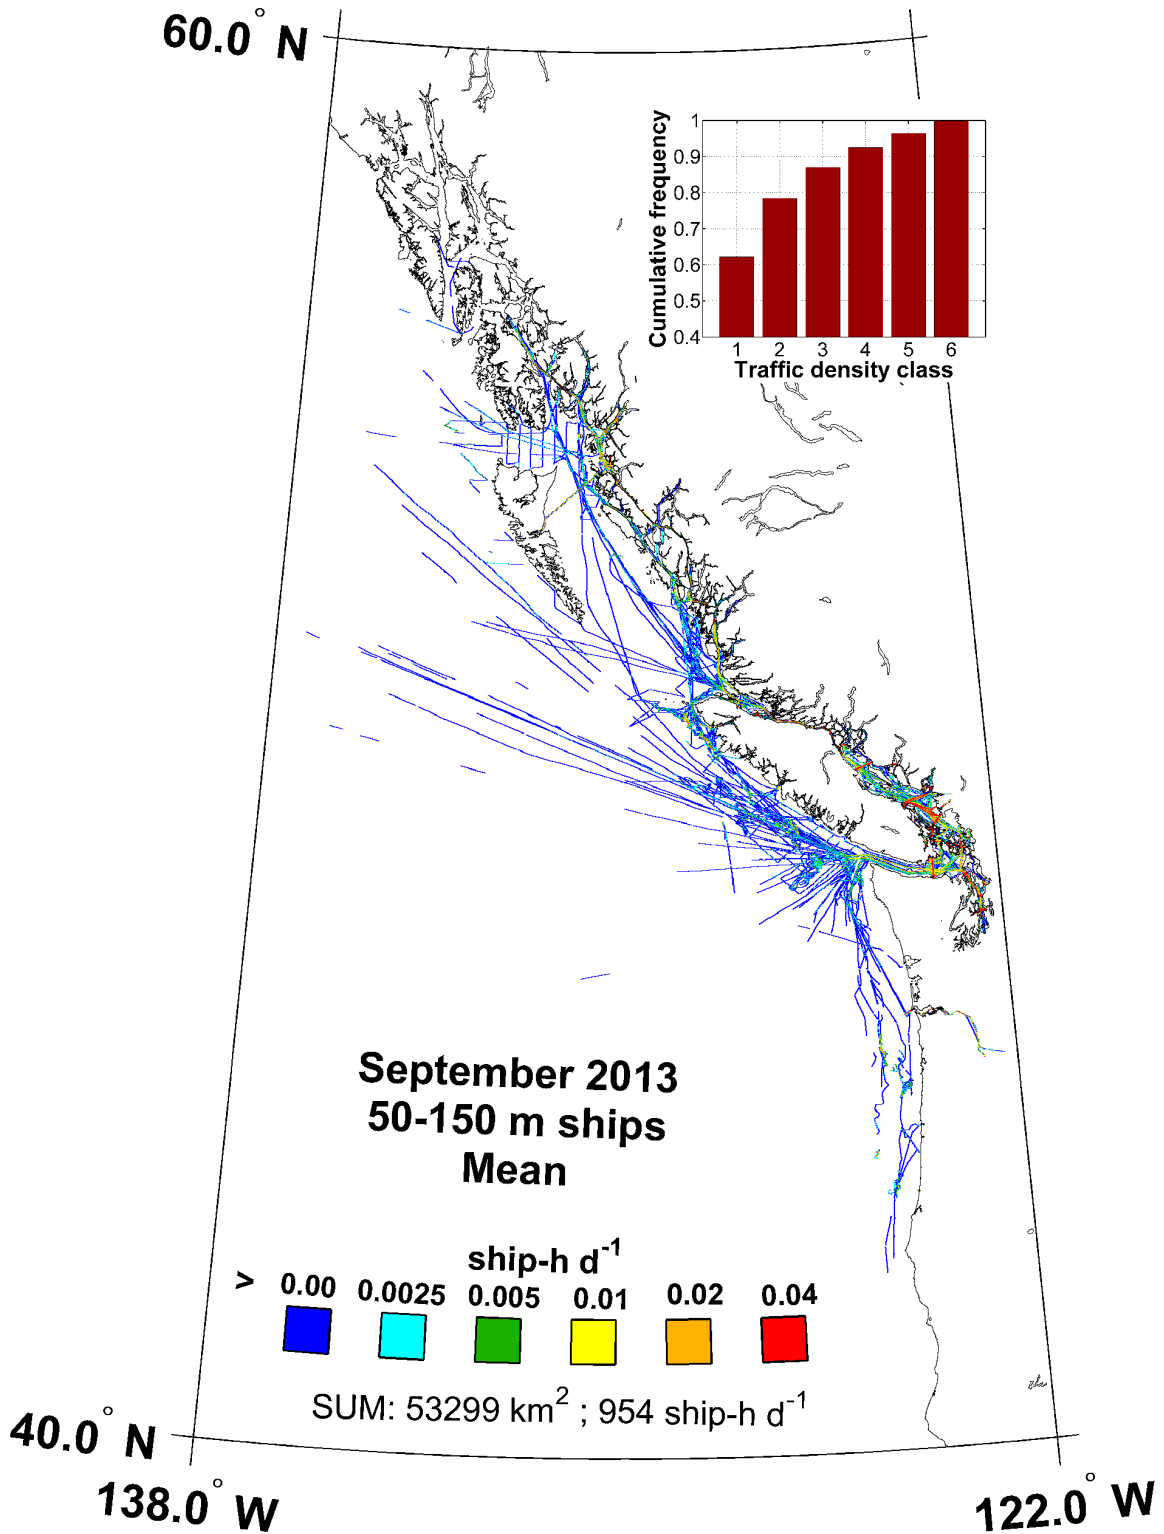 60.0° N
Cumulative frequency
1
0.9
0.8
0.7
0.6
0.5
0.4
1 2 3 4 5 6
Traffic density class
September 2013
50-150 m ships
Mean
ship-h d⁻¹
> 0.00 0.0025 0.005 0.01 0.02 0.04
SUM: 53299 km² ; 954 ship-h d⁻¹
40.0° N
138.0° W
122.0° W